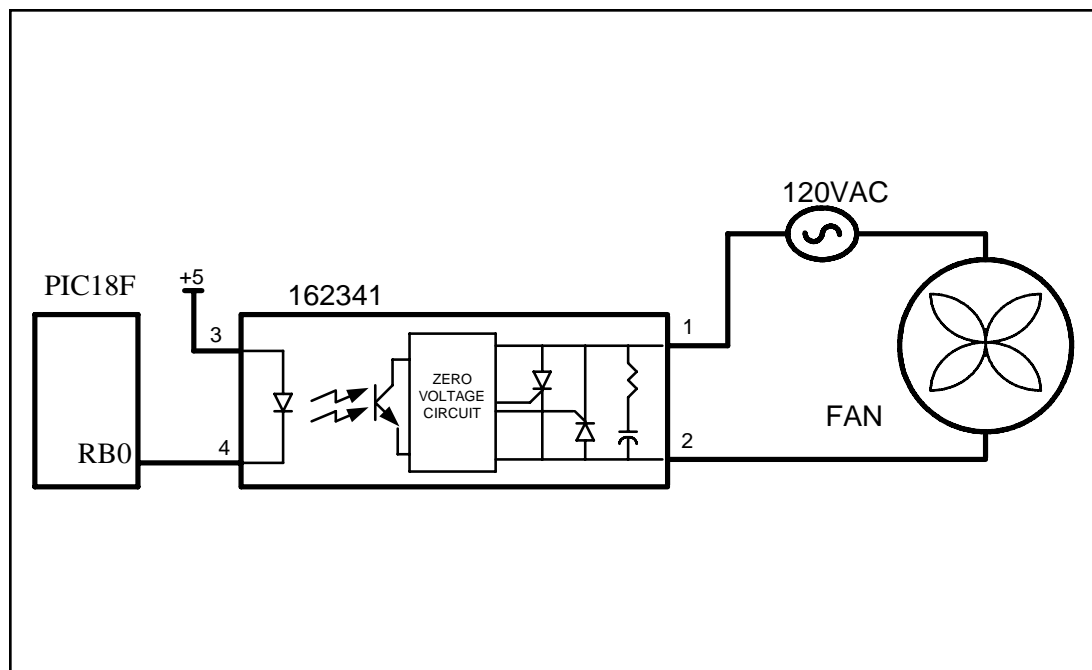 120VAC
PIC18F
+5
162341
3
1
ZERO
VOLTAGE
CIRCUIT
FAN
RB0
4
2